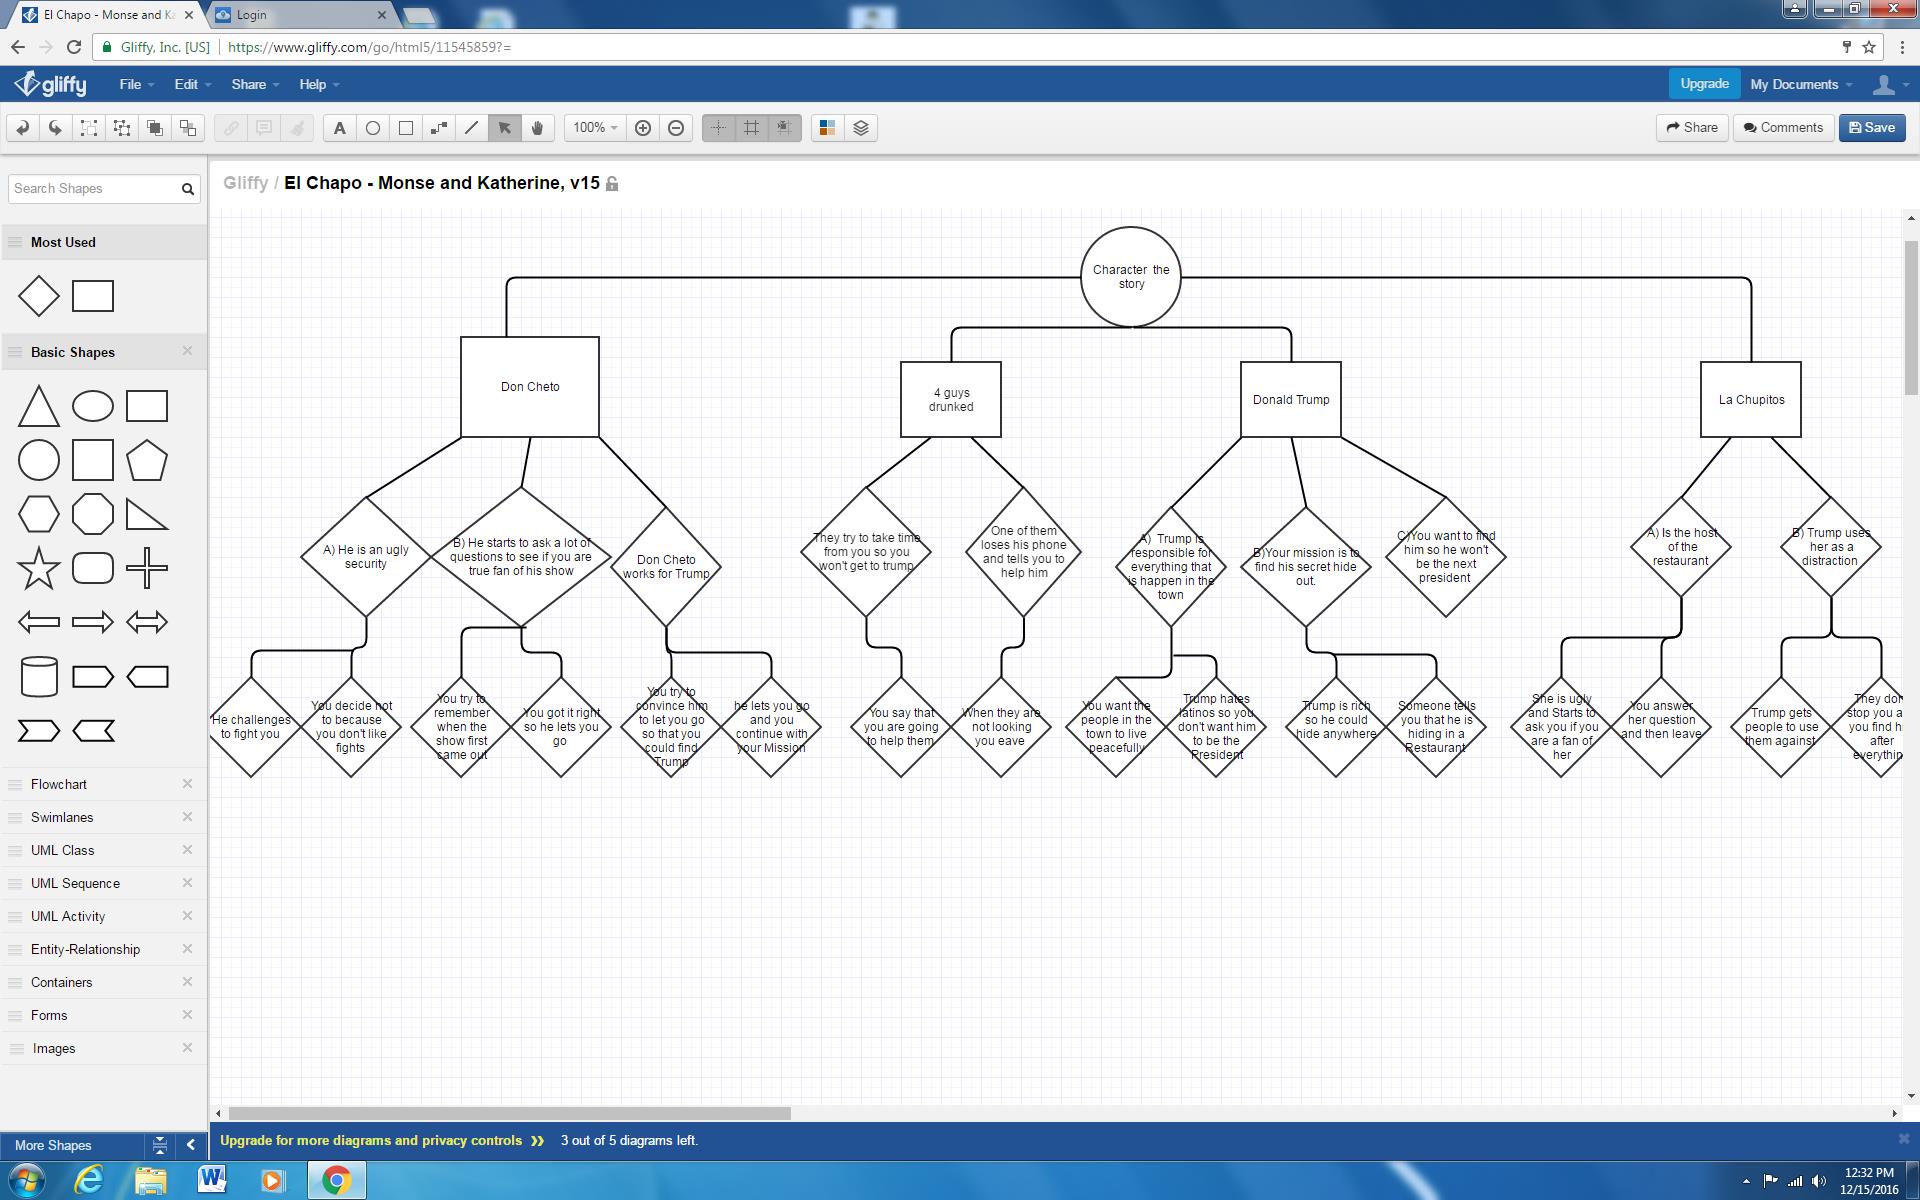 El Chapo - Monse and Ka
Login
Gliffy, Inc. [US]
https://www.gliffy.com/go/html5/11545859?=
gliffy
File
Edit
Share
Help
Upgrade
My Documents
A
100%
Share
Comments
Save
Search Shapes
Gliffy / El Chapo - Monse and Katherine, v15
Most Used
Basic Shapes
Flowchart
Swimlanes
UML Class
UML Sequence
UML Activity
Entity-Relationship
Containers
Forms
Images
More Shapes
Character the
story
Don Cheto
4 guys
drunked
Donald Trump
La Chupitos
A) He is an ugly
security
B) He starts to ask a lot of
questions to see if you are
true fan of his show
Don Cheto
works for Trump
They try to take time
from you so you
won't get to trump
One of them
loses his phone
and tells you to
help him
A) Trump is
responsible for
everything that
is happen in the
town
B)Your mission is to
find his secret hide
out.
C)You want to find
him so he won't
be the next
president
A) Is the host
of the
restaurant
B) Trump uses
her as a
distraction
He challenges
to fight you
You decide not
to because
you don't like
fights
You try to
remember
when the
show first
came out
You got it right
so he lets you
go
You try to
convince him
to let you go
so that you
could find
Trump
he lets you go
and you
continue with
your Mission
You say that
you are going
to help them
When they are
not looking
you eave
You want the
people in the
town to live
peacefully
Trump hates
latinos so you
don't want him
to be the
President
Trump is rich
so he could
hide anywhere
Someone tells
you that he is
hiding in a
Restaurant
She is ugly
and Starts to
ask you if you
are a fan of
her
You answer
her question
and then leave
Trump gets
people to use
them against
They don
stop you a
you find h
after
everythin
Upgrade for more diagrams and privacy controls
3 out of 5 diagrams left.
12:32 PM
12/15/2016